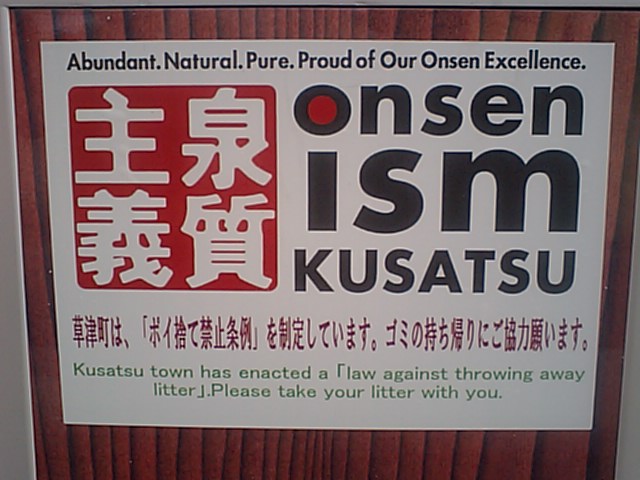 Abundant. Natural. Pure. Proud of Our Onsen Excellence.
泉質
主義
onsen
ism
KUSATSU
草津町は、「ポイ捨て禁止条例」を制定しています。ゴミの持ち帰りにご協力願います。
Kusatsu town has enacted a「law against throwing away
litter」.Please take your litter with you.